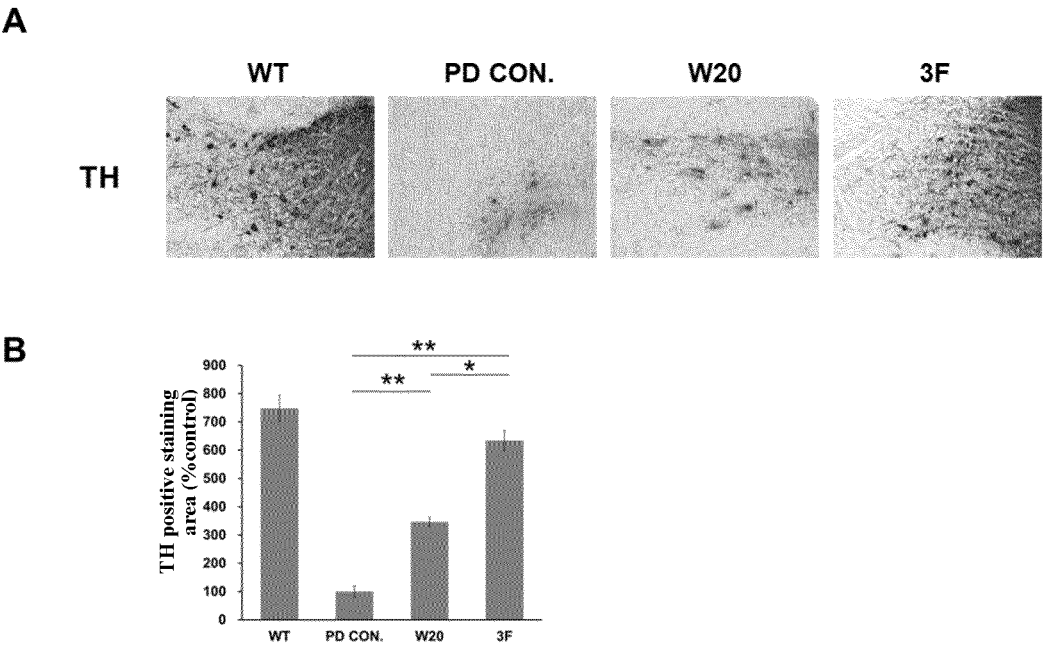 A
WT PD CON. W20 3F
TH
B
TH positive staining
area (%control)
900
800
700
600
500
400
300
200
100
0
**
**
*
WT PD CON. W20 3F